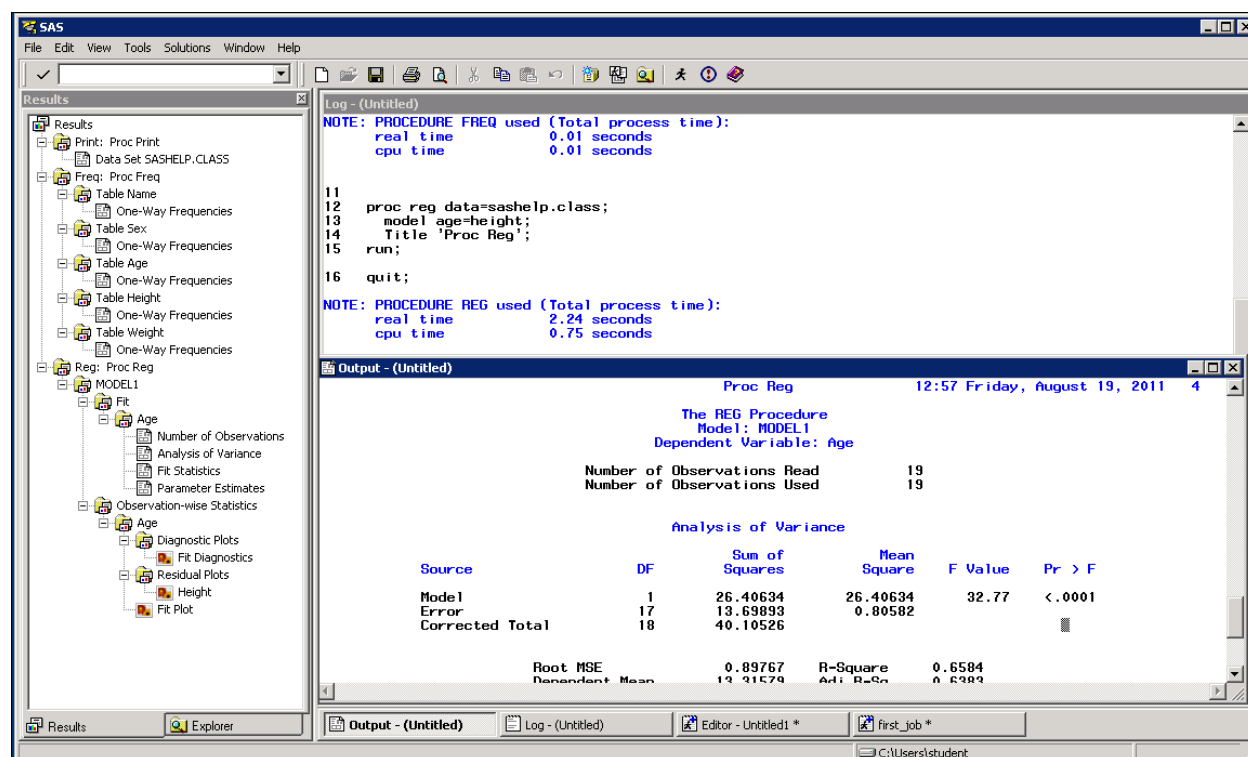 SAS
File Edit View Tools Solutions Window Help
Results
Results
Print: Proc Print
Data Set SASHELP.CLASS
Freq: Proc Freq
Table Name
One-Way Frequencies
Table Sex
One-Way Frequencies
Table Age
One-Way Frequencies
Table Height
One-Way Frequencies
Table Weight
One-Way Frequencies
Reg: Proc Reg
MODEL1
Fit
Age
Number of Observations
Analysis of Variance
Fit Statistics
Parameter Estimates
Observation-wise Statistics
Age
Diagnostic Plots
Fit Diagnostics
Residual Plots
Height
Fit Plot
Results Explorer
Log - (Untitled)
NOTE: PROCEDURE FREQ used (Total process time):
real time 0.01 seconds
cpu time 0.01 seconds
11
12 proc reg data=sashelp.class;
13 model age=height;
14 Title 'Proc Reg';
15 run;
16 quit;
NOTE: PROCEDURE REG used (Total process time):
real time 2.24 seconds
cpu time 0.75 seconds
Output - (Untitled)
Proc Reg 12:57 Friday, August 19, 2011 4
The REG Procedure
Model: MODEL1
Dependent Variable: Age
Number of Observations Read 19
Number of Observations Used 19
Analysis of Variance
Sum of Mean
Source DF Squares Square F Value Pr > F
Model 1 26.40634 26.40634 32.77 <.0001
Error 17 13.69893 0.80582
Corrected Total 18 40.10526
Root MSE 0.89767 R-Square 0.6584
Dependent Mean 13.31579 Adj R-Sq 0.6383
Output - (Untitled) Log - (Untitled) Editor - Untitled1 * first_job *
C:\Users\student